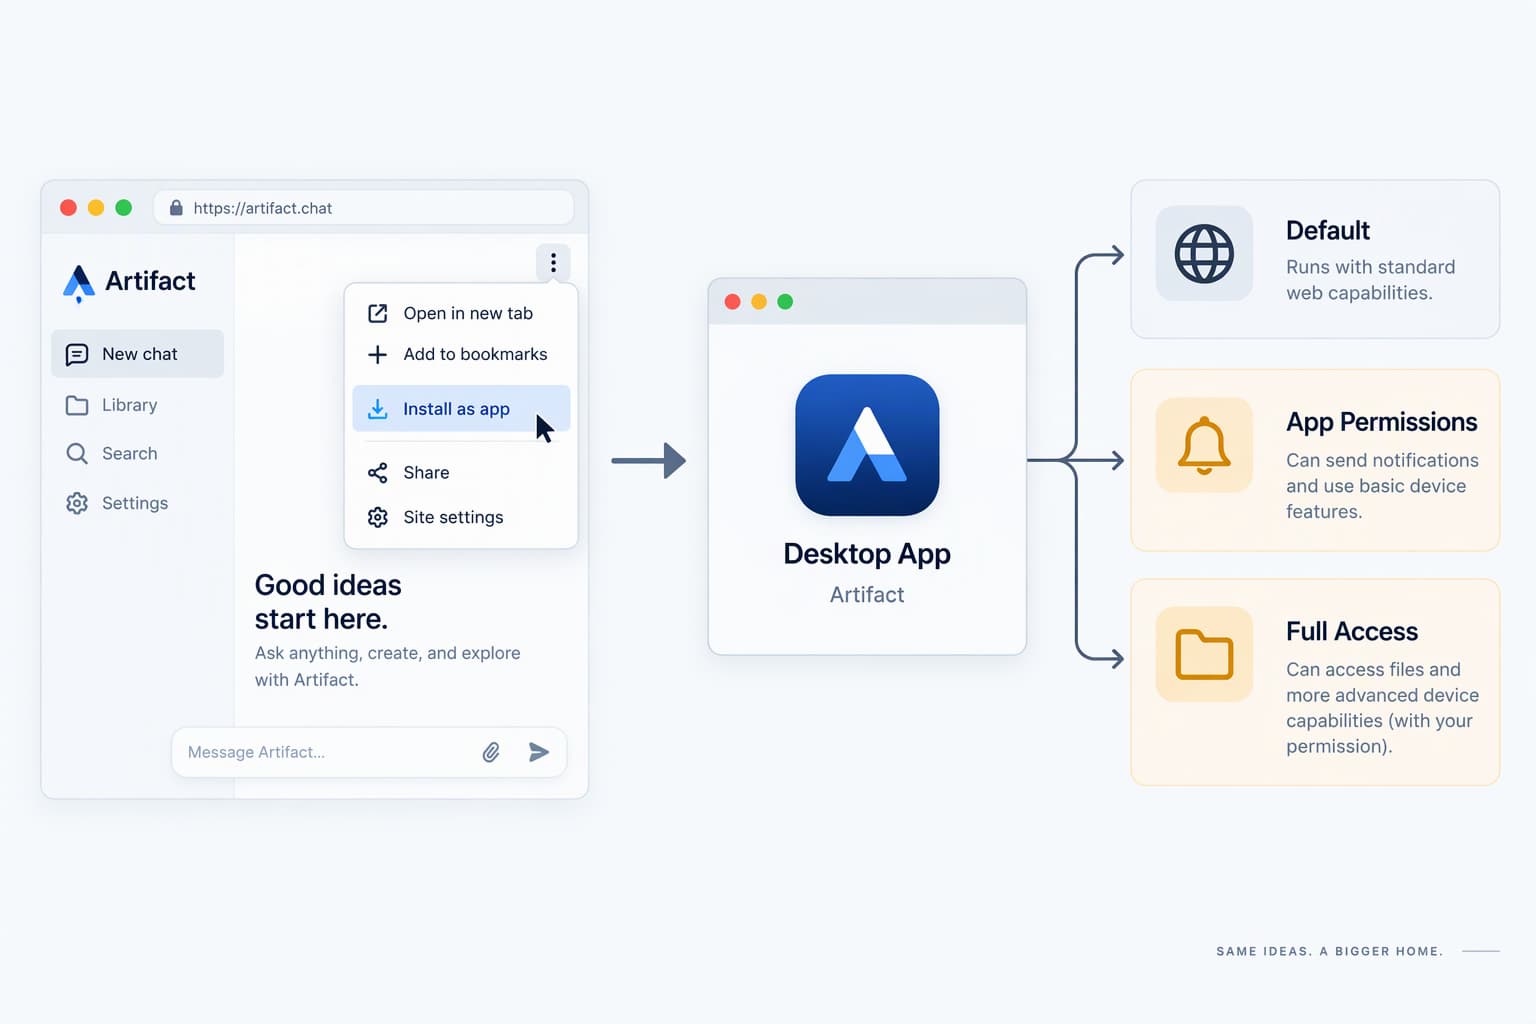 https://artifact.chat
Artifact
New chat
Library
Search
Settings
Open in new tab
Add to bookmarks
Install as app
Share
Site settings
Good ideas
start here.
Ask anything, create, and explore
with Artifact.
Message Artifact...
Desktop App
Artifact
Default
Runs with standard
web capabilities.
App Permissions
Can send notifications
and use basic device
features.
Full Access
Can access files and
more advanced device
capabilities (with your
permission).
SAME IDEAS. A BIGGER HOME.